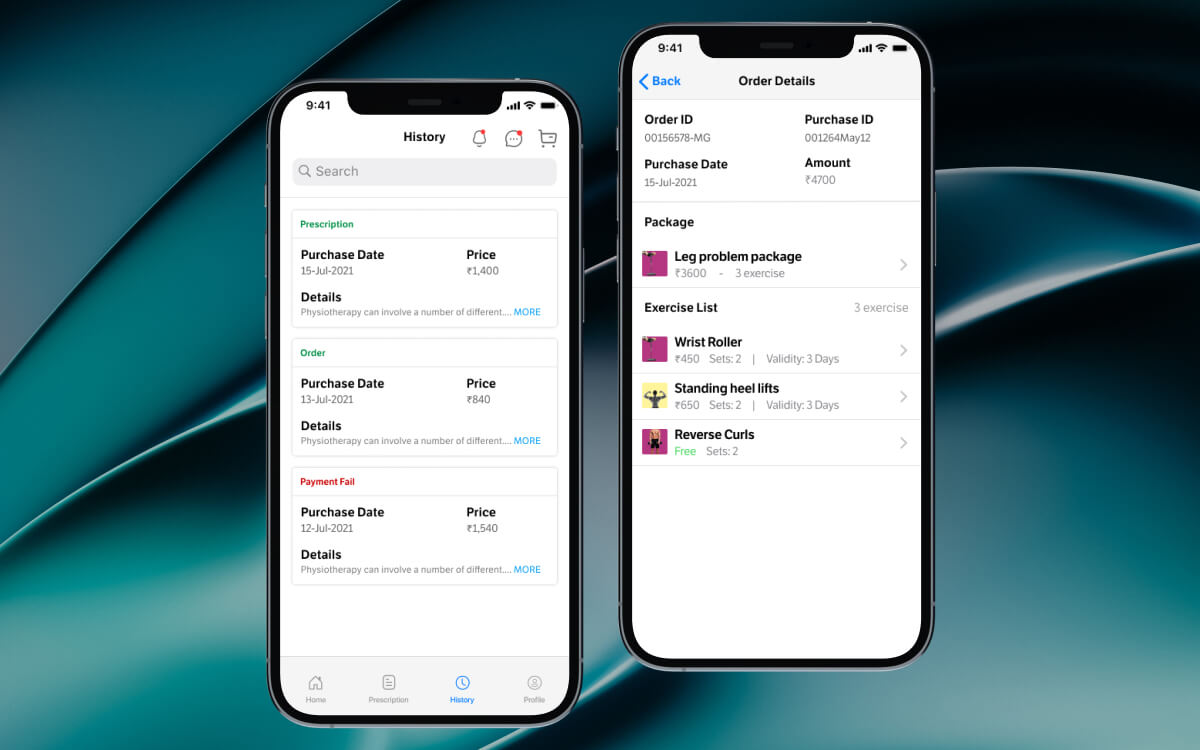 9:41
History
Search
Prescription
Purchase Date Price
15-Jul-2021 ₹1,400
Details
Physiotherapy can involve a number of different.... MORE
Order
Purchase Date Price
13-Jul-2021 ₹840
Details
Physiotherapy can involve a number of different.... MORE
Payment Fail
Purchase Date Price
12-Jul-2021 ₹1,540
Details
Physiotherapy can involve a number of different.... MORE
Home Prescription History Profile
9:41
Back Order Details
Order ID Purchase ID
00156578-MG 001264May12
Purchase Date Amount
15-Jul-2021 ₹4700
Package
Leg problem package
₹3600 - 3 exercise
Exercise List 3 exercise
Wrist Roller
₹450 Sets: 2 | Validity: 3 Days
Standing heel lifts
₹650 Sets: 2 | Validity: 3 Days
Reverse Curls
Free Sets: 2